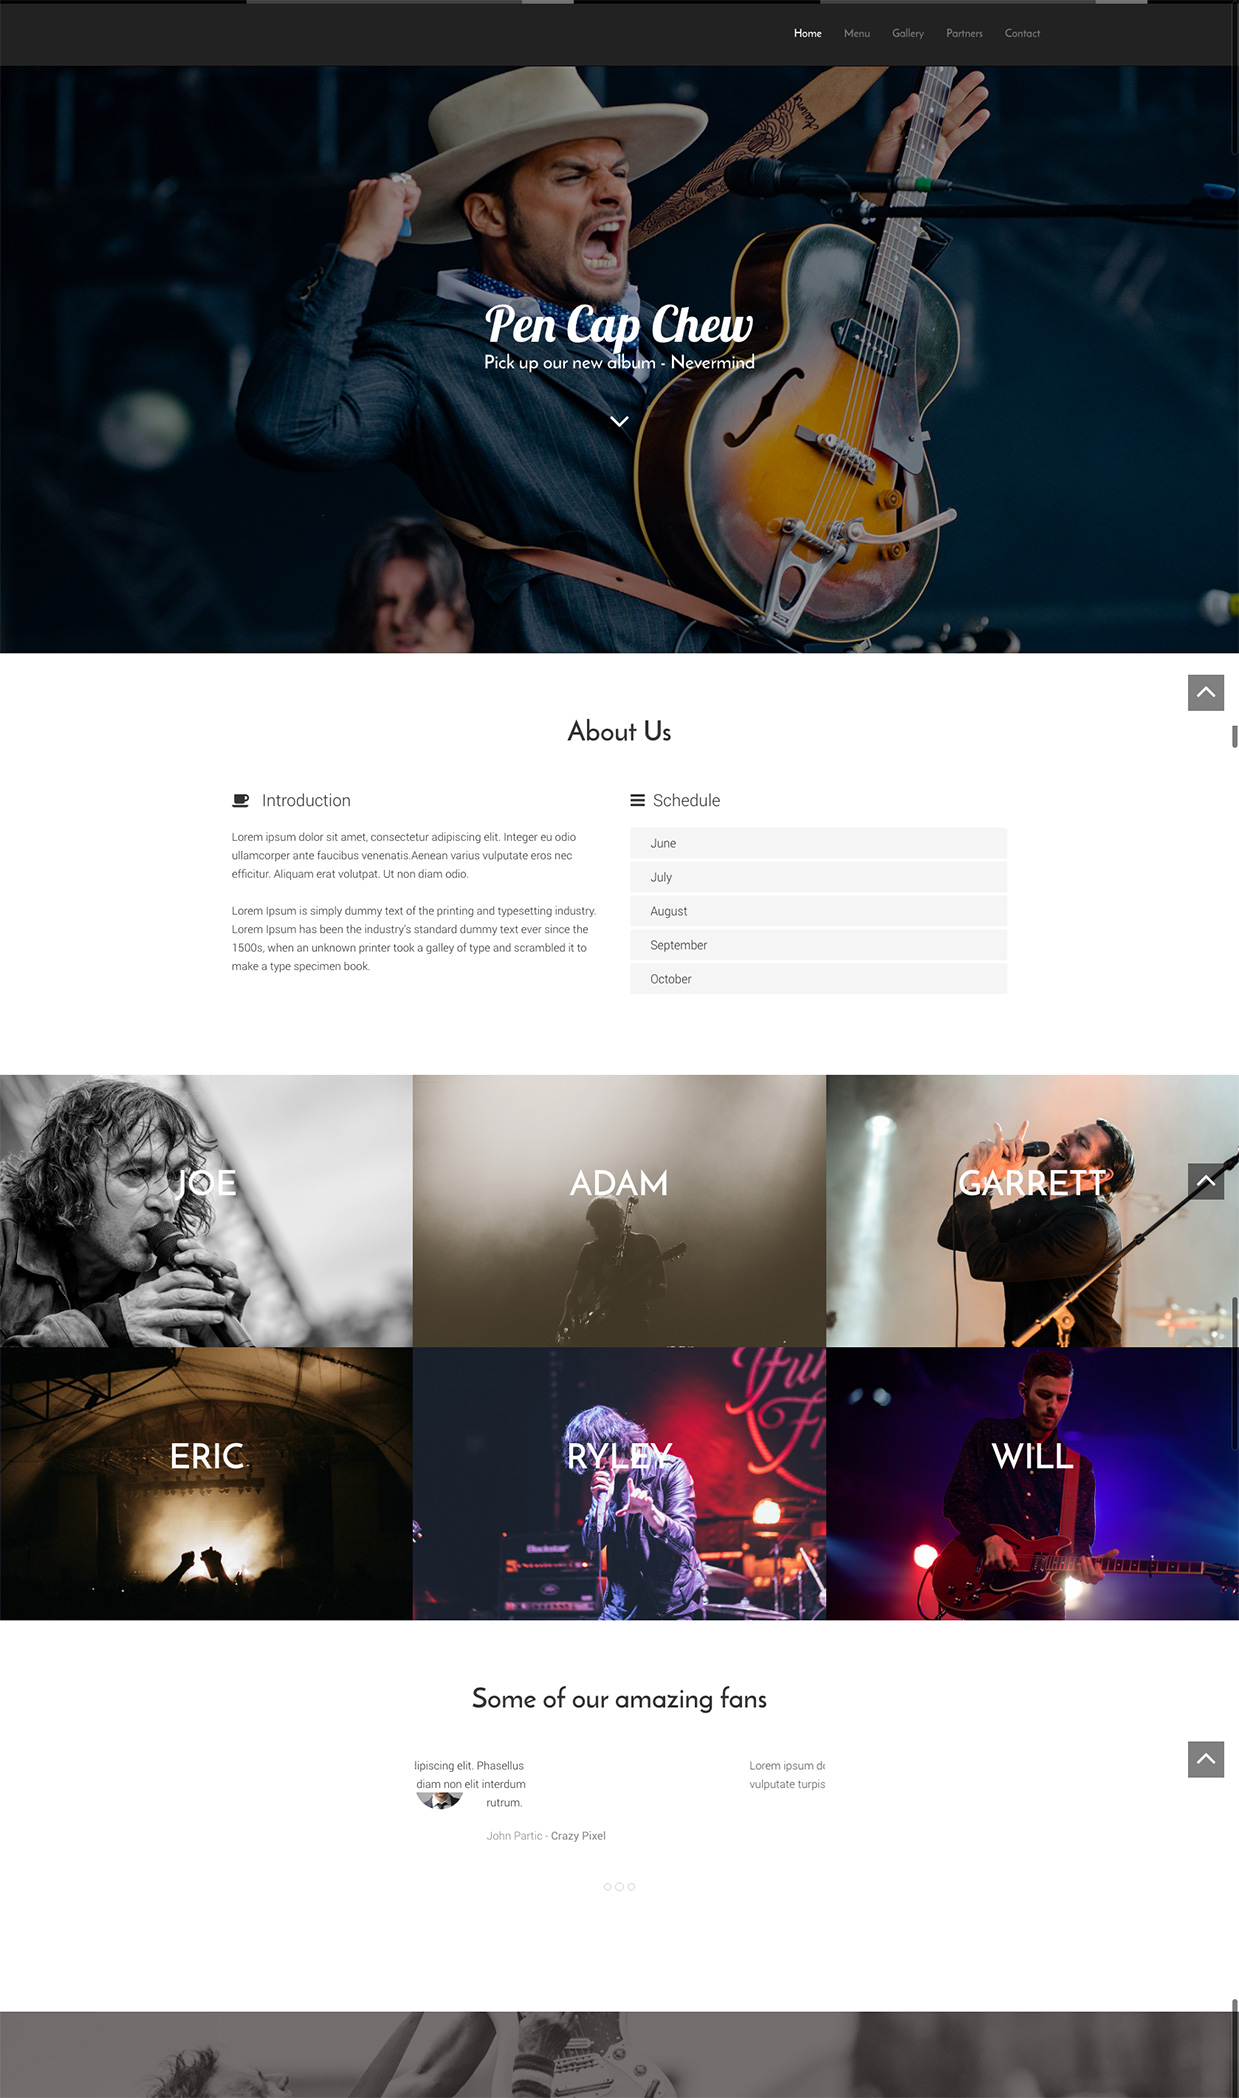 Home Menu Gallery Partners Contact
Pen Cap Chew
Pick up our new album - Nevermind
About Us
Introduction
Lorem ipsum dolor sit amet, consectetur adipiscing elit. Integer eu odio
ullamcorper ante faucibus venenatis.Aenean varius vulputate eros nec
efficitur. Aliquam erat volutpat. Ut non diam odio.
Lorem Ipsum is simply dummy text of the printing and typesetting industry.
Lorem Ipsum has been the industry's standard dummy text ever since the
1500s, when an unknown printer took a galley of type and scrambled it to
make a type specimen book.
Schedule
June
July
August
September
October
JOE
ADAM
GARRETT
ERIC
RYLEY
WILL
Blackstar
Some of our amazing fans
lipiscing elit. Phasellus
diam non elit interdum
rutrum.
John Partic - Crazy Pixel
Lorem ipsum do
vulputate turpis